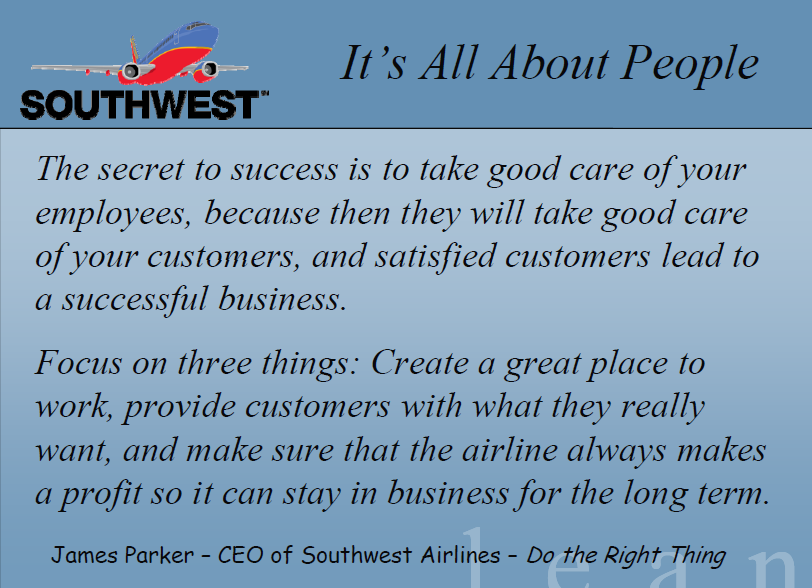 SOUTHWEST™
It's All About People
The secret to success is to take good care of your
employees, because then they will take good care
of your customers, and satisfied customers lead to
a successful business.
Focus on three things: Create a great place to
work, provide customers with what they really
want, and make sure that the airline always makes
a profit so it can stay in business for the long term.
James Parker – CEO of Southwest Airlines – Do the Right Thing
lean